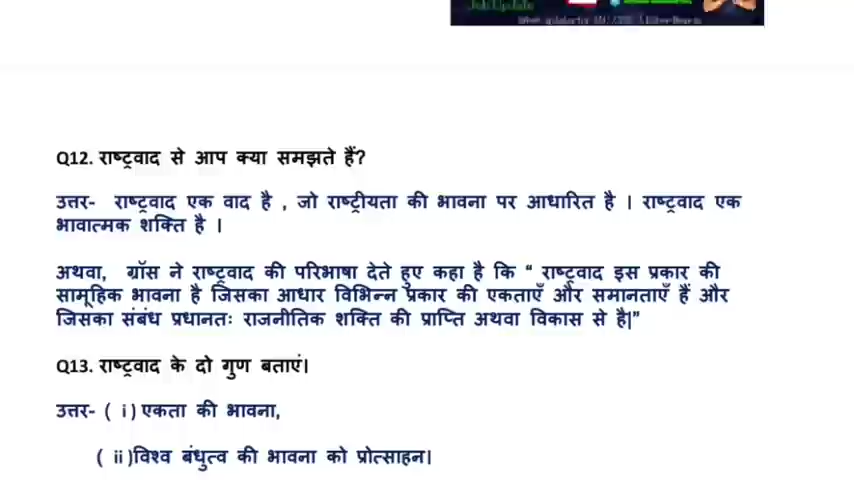 Job Update
Q12. राष्ट्रवाद से आप क्या समझते हैं?
उत्तर- राष्ट्रवाद एक वाद है , जो राष्ट्रीयता की भावना पर आधारित है । राष्ट्रवाद एक
भावात्मक शक्ति है ।
अथवा, ग्रॉस ने राष्ट्रवाद की परिभाषा देते हुए कहा है कि “ राष्ट्रवाद इस प्रकार की
सामूहिक भावना है जिसका आधार विभिन्न प्रकार की एकताएँ और समानताएँ हैं और
जिसका संबंध प्रधानतः राजनीतिक शक्ति की प्राप्ति अथवा विकास से है|”
Q13. राष्ट्रवाद के दो गुण बताएं।
उत्तर- ( i ) एकता की भावना,
( ii )विश्व बंधुत्व की भावना को प्रोत्साहन।